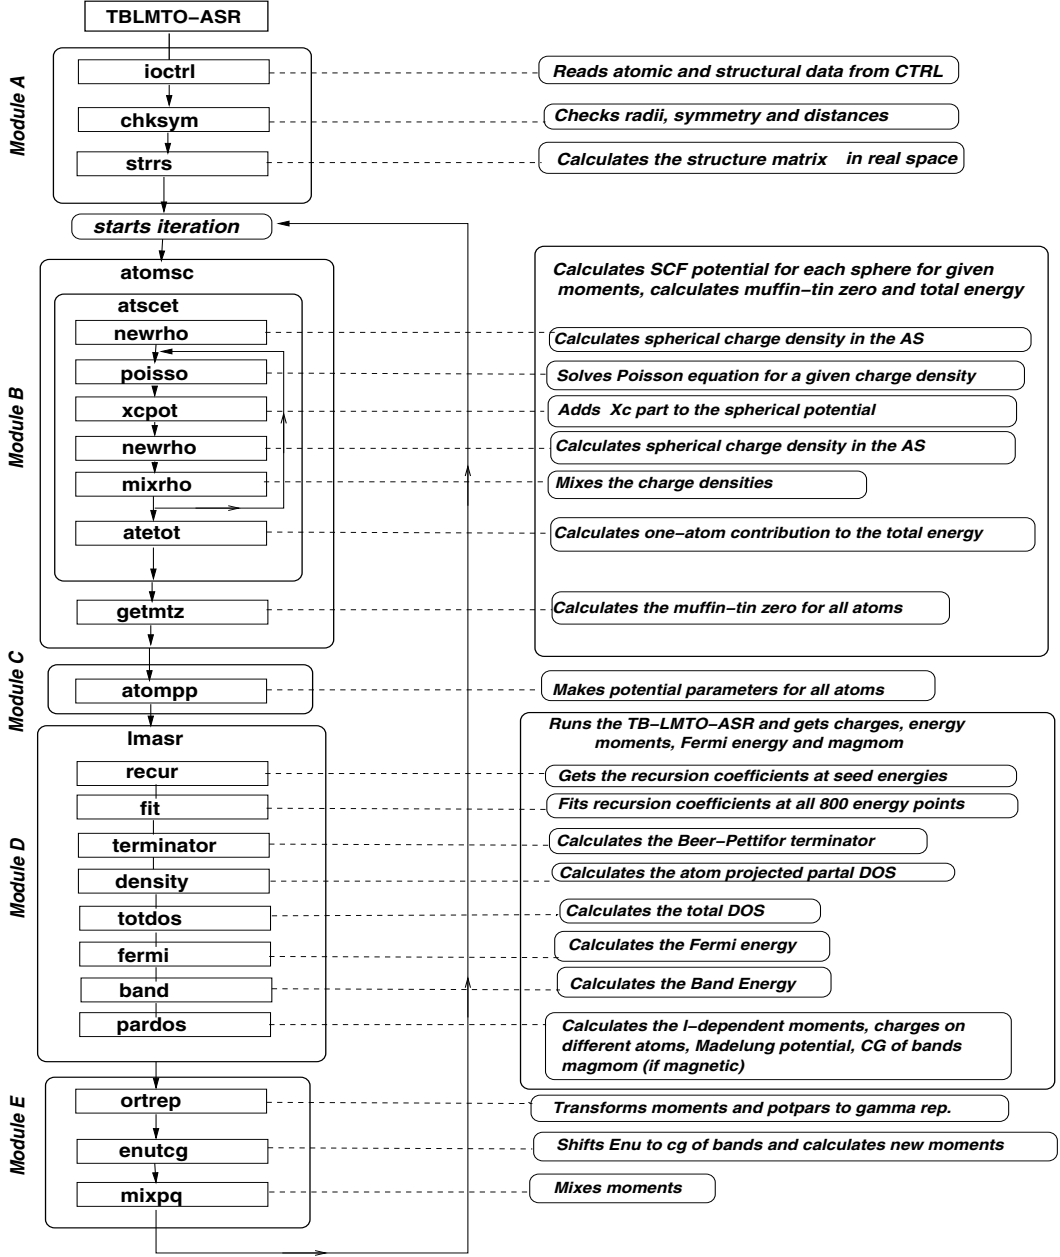 TBLMTO−ASR
Module A
ioctrl
Reads atomic and structural data from CTRL
chksym
Checks radii, symmetry and distances
strrs
Calculates the structure matrix in real space
starts iteration
Module B
atomsc
Calculates SCF potential for each sphere for given
moments, calculates muffin−tin zero and total energy
atscet
newrho
Calculates spherical charge density in the AS
poisso
Solves Poisson equation for a given charge density
xcpot
Adds Xc part to the spherical potential
newrho
Calculates spherical charge density in the AS
mixrho
Mixes the charge densities
atetot
Calculates one−atom contribution to the total energy
getmtz
Calculates the muffin−tin zero for all atoms
Module C
atompp
Makes potential parameters for all atoms
Module D
lmasr
Runs the TB−LMTO−ASR and gets charges, energy
moments, Fermi energy and magmom
recur
Gets the recursion coefficients at seed energies
fit
Fits recursion coefficients at all 800 energy points
terminator
Calculates the Beer−Pettifor terminator
density
Calculates the atom projected partal DOS
totdos
Calculates the total DOS
fermi
Calculates the Fermi energy
band
Calculates the Band Energy
pardos
Calculates the l−dependent moments, charges on
different atoms, Madelung potential, CG of bands
magmom (if magnetic)
Module E
ortrep
Transforms moments and potpars to gamma rep.
enutcg
Shifts Enu to cg of bands and calculates new moments
mixpq
Mixes moments